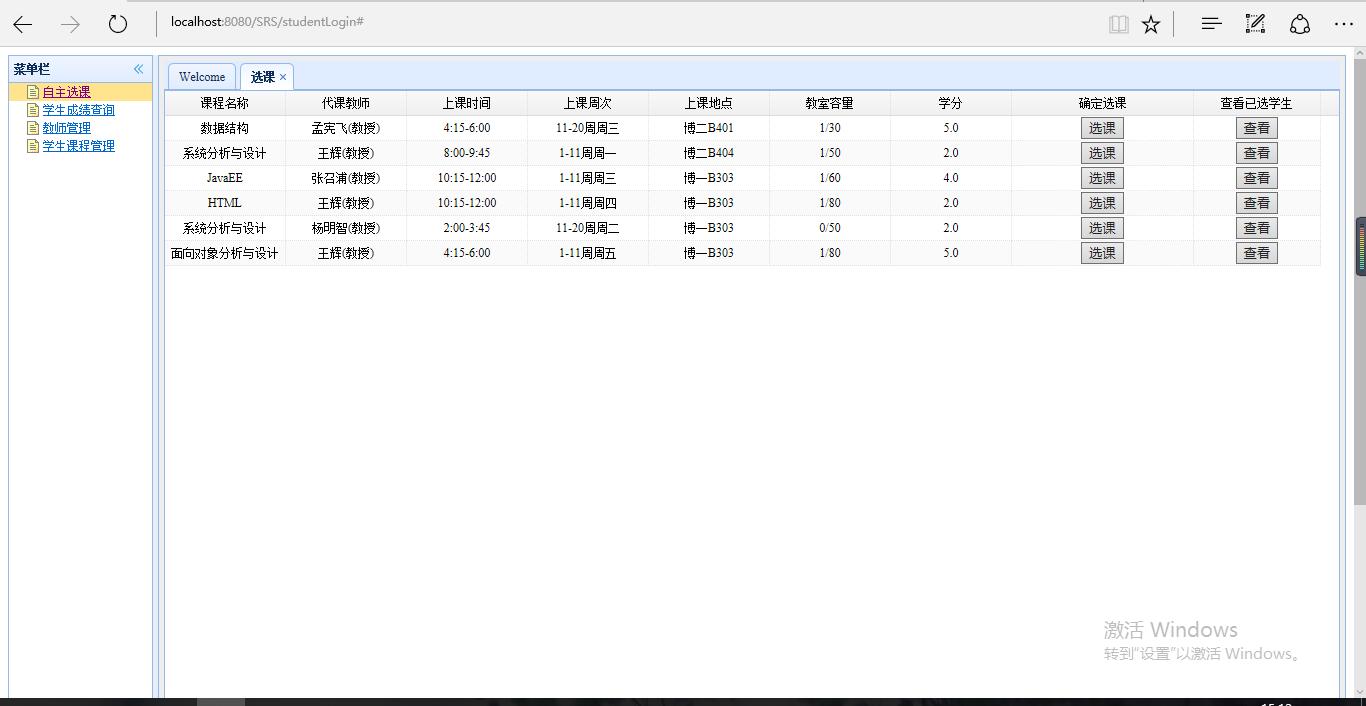 localhost:8080/SRS/studentLogin#
菜单栏
自主选课
学生成绩查询
教师管理
学生课程管理
Welcome 选课
课程名称 代课教师 上课时间 上课周次 上课地点 教室容量 学分 确定选课 查看已选学生
数据结构 孟宪飞(教授) 4:15-6:00 11-20周周三 博二B401 1/30 5.0 选课 查看
系统分析与设计 王辉(教授) 8:00-9:45 1-11周周一 博二B404 1/50 2.0 选课 查看
JavaEE 张召浦(教授) 10:15-12:00 1-11周周三 博一B303 1/60 4.0 选课 查看
HTML 王辉(教授) 10:15-12:00 1-11周周四 博一B303 1/80 2.0 选课 查看
系统分析与设计 杨明智(教授) 2:00-3:45 11-20周周二 博一B303 0/50 2.0 选课 查看
面向对象分析与设计 王辉(教授) 4:15-6:00 1-11周周五 博一B303 1/80 5.0 选课 查看
激活 Windows
转到"设置"以激活 Windows。